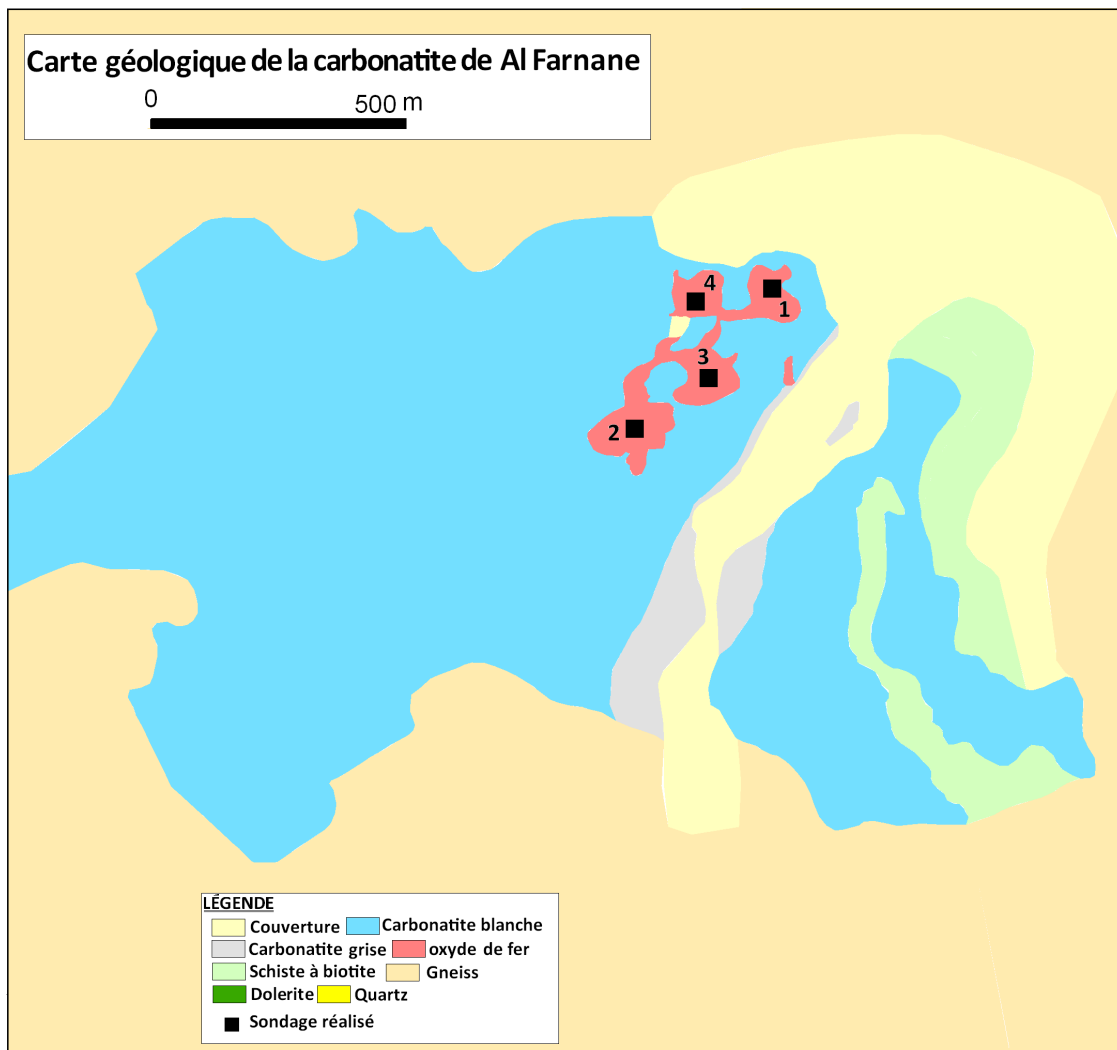 Carte géologique de la carbonatite de Al Farnane
0 500 m
4
1
3
2
LÉGENDE
Couverture Carbonatite blanche
Carbonatite grise oxyde de fer
Schiste à biotite Gneiss
Dolerite Quartz
Sondage réalisé